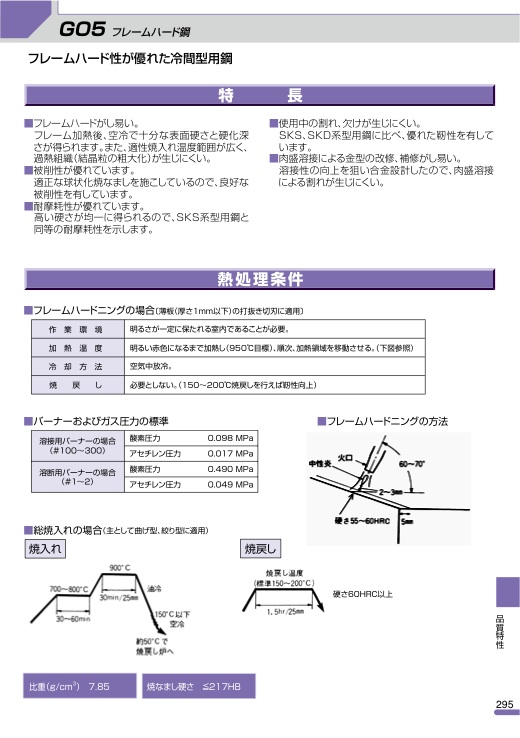 GO5 フレームハード鋼
フレームハード性が優れた冷間型用鋼
特 長
■フレームハードがし易い。
フレーム加熱後、空冷で十分な表面硬さと硬化深
さが得られます。また、適性焼入れ温度範囲が広く、
過熱組織(結晶粒の粗大化)が生じにくい。
■被削性が優れています。
適正な球状化焼なましを施こしているので、良好な
被削性を有しています。
■耐摩耗性が優れています。
高い硬さが均一に得られるので、SKS系型用鋼と
同等の耐摩耗性を示します。
■使用中の割れ、欠けが生じにくい。
SKS、SKD系型用鋼に比べ、優れた靭性を有して
います。
■肉盛溶接による金型の改修、補修がし易い。
溶接性の向上を狙い合金設計したので、肉盛溶接
による割れが生じにくい。
熱処理条件
■フレームハードニングの場合(薄板(厚さ1mm以下)の打抜き切刃に適用)
作業環境 明るさが一定に保たれる室内であることが必要。
加熱温度 明るい赤色になるまで加熱し(950℃目標)、順次、加熱領域を移動させる。(下図参照)
冷却方法 空気中放冷。
焼戻し 必要としない。(150～200℃焼戻しを行えば靭性向上)
■バーナーおよびガス圧力の標準
溶接用バーナーの場合
(#100～300)
酸素圧力 0.098 MPa
アセチレン圧力 0.017 MPa
溶断用バーナーの場合
(#1～2)
酸素圧力 0.490 MPa
アセチレン圧力 0.049 MPa
■フレームハードニングの方法
火口
中性炎
60～70°
2～3mm
硬さ55～60HRC
5mm
■総焼入れの場合(主として曲げ型、絞り型に適用)
焼入れ
900°C
700～800°C
油冷
30min/25mm
30～60min
150°C以下
空冷
約50°Cで
焼戻し炉へ
焼戻し
焼戻し温度
(標準150～200°C)
1.5hr/25mm
硬さ60HRC以上
比重(g/cm³) 7.85
焼なまし硬さ ≦217HB
品質特性
295